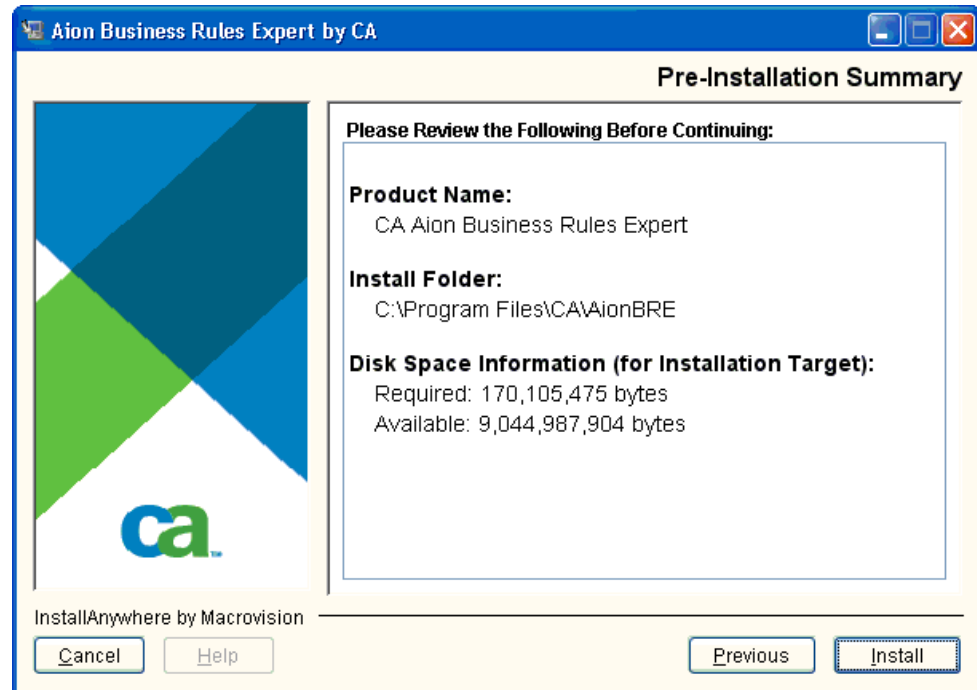 Aion Business Rules Expert by CA
Pre-Installation Summary
Please Review the Following Before Continuing:
Product Name:
CA Aion Business Rules Expert
Install Folder:
C:\Program Files\CA\AionBRE
Disk Space Information (for Installation Target):
Required: 170,105,475 bytes
Available: 9,044,987,904 bytes
ca™
InstallAnywhere by Macrovision
Cancel
Help
Previous
Install